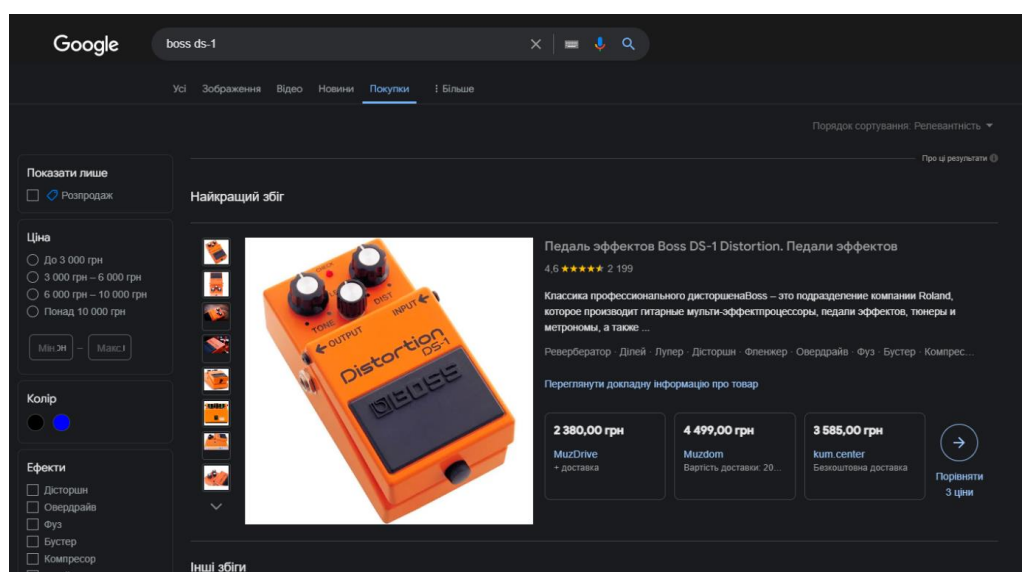 Google
boss ds-1
Усі Зображення Відео Новини Покупки Більше
Порядок сортування: Релевантність
Про ці результати
Показати лише
Розпродаж
Найкращий збіг
Ціна
До 3 000 грн
3 000 грн – 6 000 грн
6 000 грн – 10 000 грн
Понад 10 000 грн
–
Колір
Ефекти
Дісторшн
Овердрайв
Фуз
Бустер
Компресор
LEVEL
TONE
DIST
OUTPUT
INPUT
Distortion
DS-1
BOSS
Педаль эффектов Boss DS-1 Distortion. Педали эффектов
4,6 ★★★★★ 2 199
Классика профессионального дисторшенаBoss – это подразделение компании Roland,
которое производит гитарные мульти-эффектпроцессоры, педали эффектов, тюнеры и
метрономы, а также ...
Ревербератор · Ділей · Лупер · Дісторшн · Фленжер · Овердрайв · Фуз · Бустер · Компрес...
Переглянути докладну інформацію про товар
2 380,00 грн
MuzDrive
+ доставка
4 499,00 грн
Muzdom
Вартість доставки: 20...
3 585,00 грн
kum.center
Безкоштовна доставка
Порівняти
3 ціни
Інші збіги